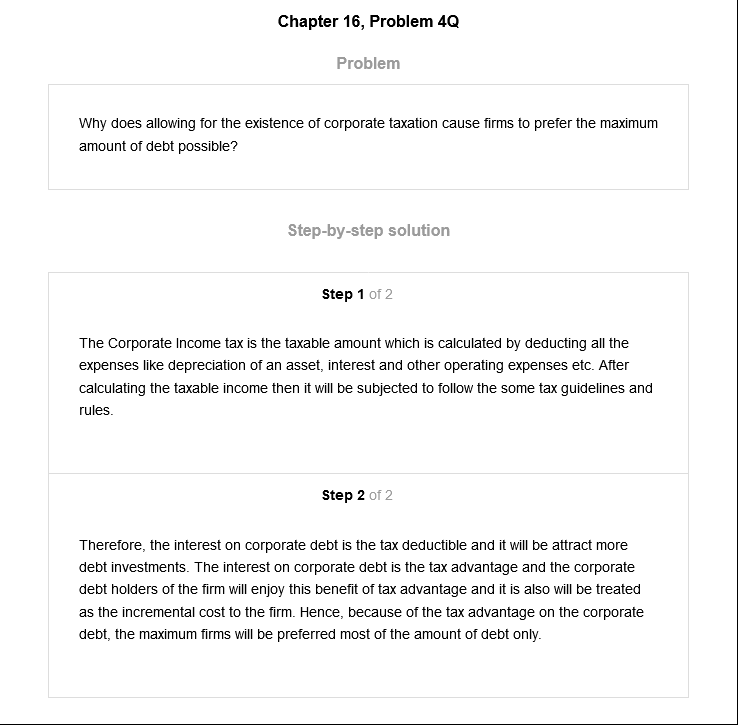 Chapter 16, Problem 4Q
Problem
Why does allowing for the existence of corporate taxation cause firms to prefer the maximum
amount of debt possible?
Step-by-step solution
Step 1 of 2
The Corporate Income tax is the taxable amount which is calculated by deducting all the
expenses like depreciation of an asset, interest and other operating expenses etc. After
calculating the taxable income then it will be subjected to follow the some tax guidelines and
rules.
Step 2 of 2
Therefore, the interest on corporate debt is the tax deductible and it will be attract more
debt investments. The interest on corporate debt is the tax advantage and the corporate
debt holders of the firm will enjoy this benefit of tax advantage and it is also will be treated
as the incremental cost to the firm. Hence, because of the tax advantage on the corporate
debt, the maximum firms will be preferred most of the amount of debt only.